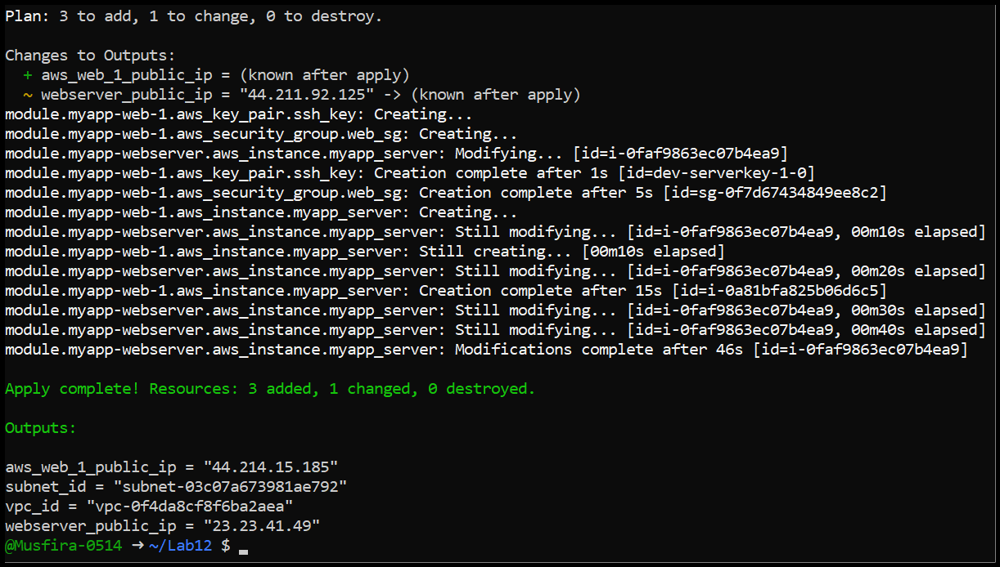 Plan: 3 to add, 1 to change, 0 to destroy.
Changes to Outputs:
+ aws_web_1_public_ip = (known after apply)
~ webserver_public_ip = "44.211.92.125" -> (known after apply)
module.myapp-web-1.aws_key_pair.ssh_key: Creating...
module.myapp-web-1.aws_security_group.web_sg: Creating...
module.myapp-webserver.aws_instance.myapp_server: Modifying... [id=i-0faf9863ec07b4ea9]
module.myapp-web-1.aws_key_pair.ssh_key: Creation complete after 1s [id=dev-serverkey-1-0]
module.myapp-web-1.aws_security_group.web_sg: Creation complete after 5s [id=sg-0f7d67434849ee8c2]
module.myapp-web-1.aws_instance.myapp_server: Creating...
module.myapp-webserver.aws_instance.myapp_server: Still modifying... [id=i-0faf9863ec07b4ea9, 00m10s elapsed]
module.myapp-web-1.aws_instance.myapp_server: Still creating... [00m10s elapsed]
module.myapp-webserver.aws_instance.myapp_server: Still modifying... [id=i-0faf9863ec07b4ea9, 00m20s elapsed]
module.myapp-web-1.aws_instance.myapp_server: Creation complete after 15s [id=i-0a81bfa825b06d6c5]
module.myapp-webserver.aws_instance.myapp_server: Still modifying... [id=i-0faf9863ec07b4ea9, 00m30s elapsed]
module.myapp-webserver.aws_instance.myapp_server: Still modifying... [id=i-0faf9863ec07b4ea9, 00m40s elapsed]
module.myapp-webserver.aws_instance.myapp_server: Modifications complete after 46s [id=i-0faf9863ec07b4ea9]
Apply complete! Resources: 3 added, 1 changed, 0 destroyed.
Outputs:
aws_web_1_public_ip = "44.214.15.185"
subnet_id = "subnet-03c07a673981ae792"
vpc_id = "vpc-0f4da8cf8f6ba2aea"
webserver_public_ip = "23.23.41.49"
@Musfira-0514 → ~/Lab12 $